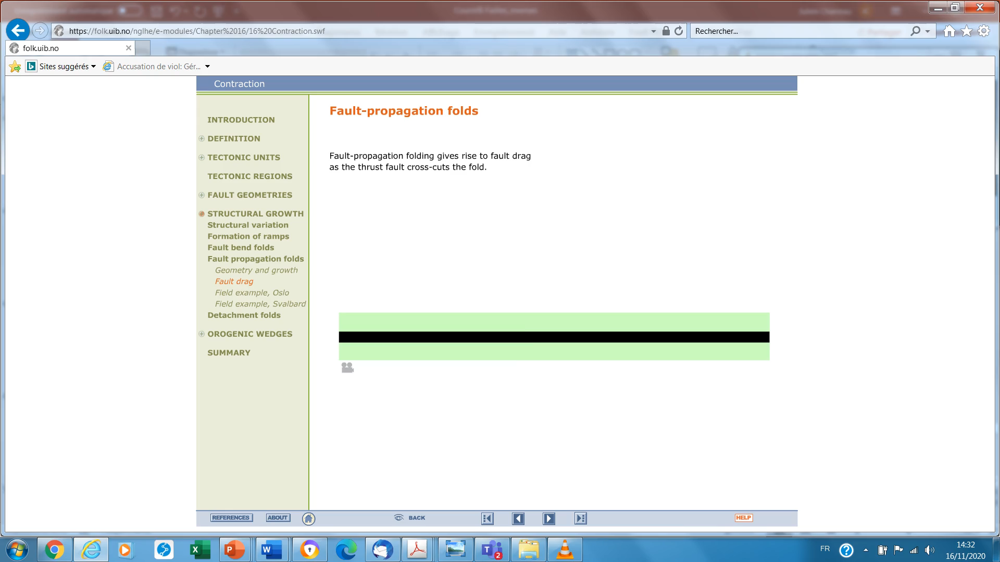 https://folk.uib.no/nglhe/e-modules/Chapter%2016/16%20Contraction.swf
Rechercher...
folk.uib.no
Sites suggérés
Accusation de viol: Gér...
Contraction
INTRODUCTION
DEFINITION
TECTONIC UNITS
TECTONIC REGIONS
FAULT GEOMETRIES
STRUCTURAL GROWTH
Structural variation
Formation of ramps
Fault bend folds
Fault propagation folds
Geometry and growth
Fault drag
Field example, Oslo
Field example, Svalbard
Detachment folds
OROGENIC WEDGES
SUMMARY
Fault-propagation folds
Fault-propagation folding gives rise to fault drag
as the thrust fault cross-cuts the fold.
REFERENCES
ABOUT
BACK
HELP
FR
14:32
16/11/2020